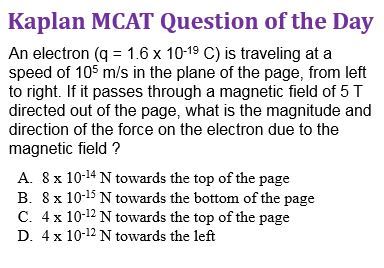 Kaplan MCAT Question of the Day
An electron (q = 1.6 x 10⁻¹⁹ C) is traveling at a
speed of 10⁵ m/s in the plane of the page, from left
to right. If it passes through a magnetic field of 5 T
directed out of the page, what is the magnitude and
direction of the force on the electron due to the
magnetic field ?
A. 8 x 10⁻¹⁴ N towards the top of the page
B. 8 x 10⁻¹⁵ N towards the bottom of the page
C. 4 x 10⁻¹² N towards the top of the page
D. 4 x 10⁻¹² N towards the left